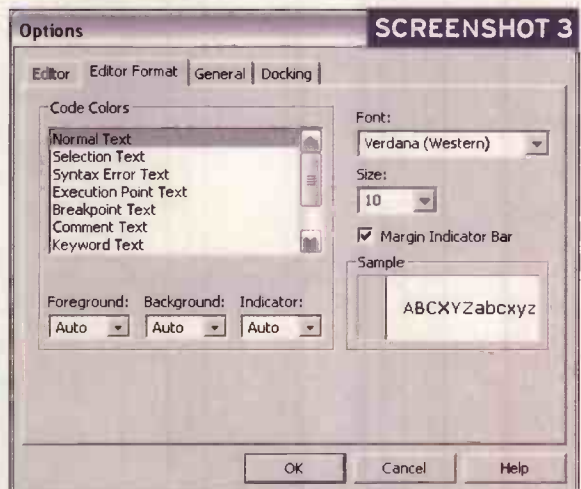 Options
SCREENSHOT 3
Editor
Editor Format
General
Docking
Code Colors
Normal Text
Selection Text
Syntax Error Text
Execution Point Text
Breakpoint Text
Comment Text
Keyword Text
Foreground:
Background:
Indicator:
Auto
Auto
Auto
Font:
Verdana (Western)
Size:
10
Margin Indicator Bar
Sample
ABCXYZabcxyz
OK
Cancel
Help